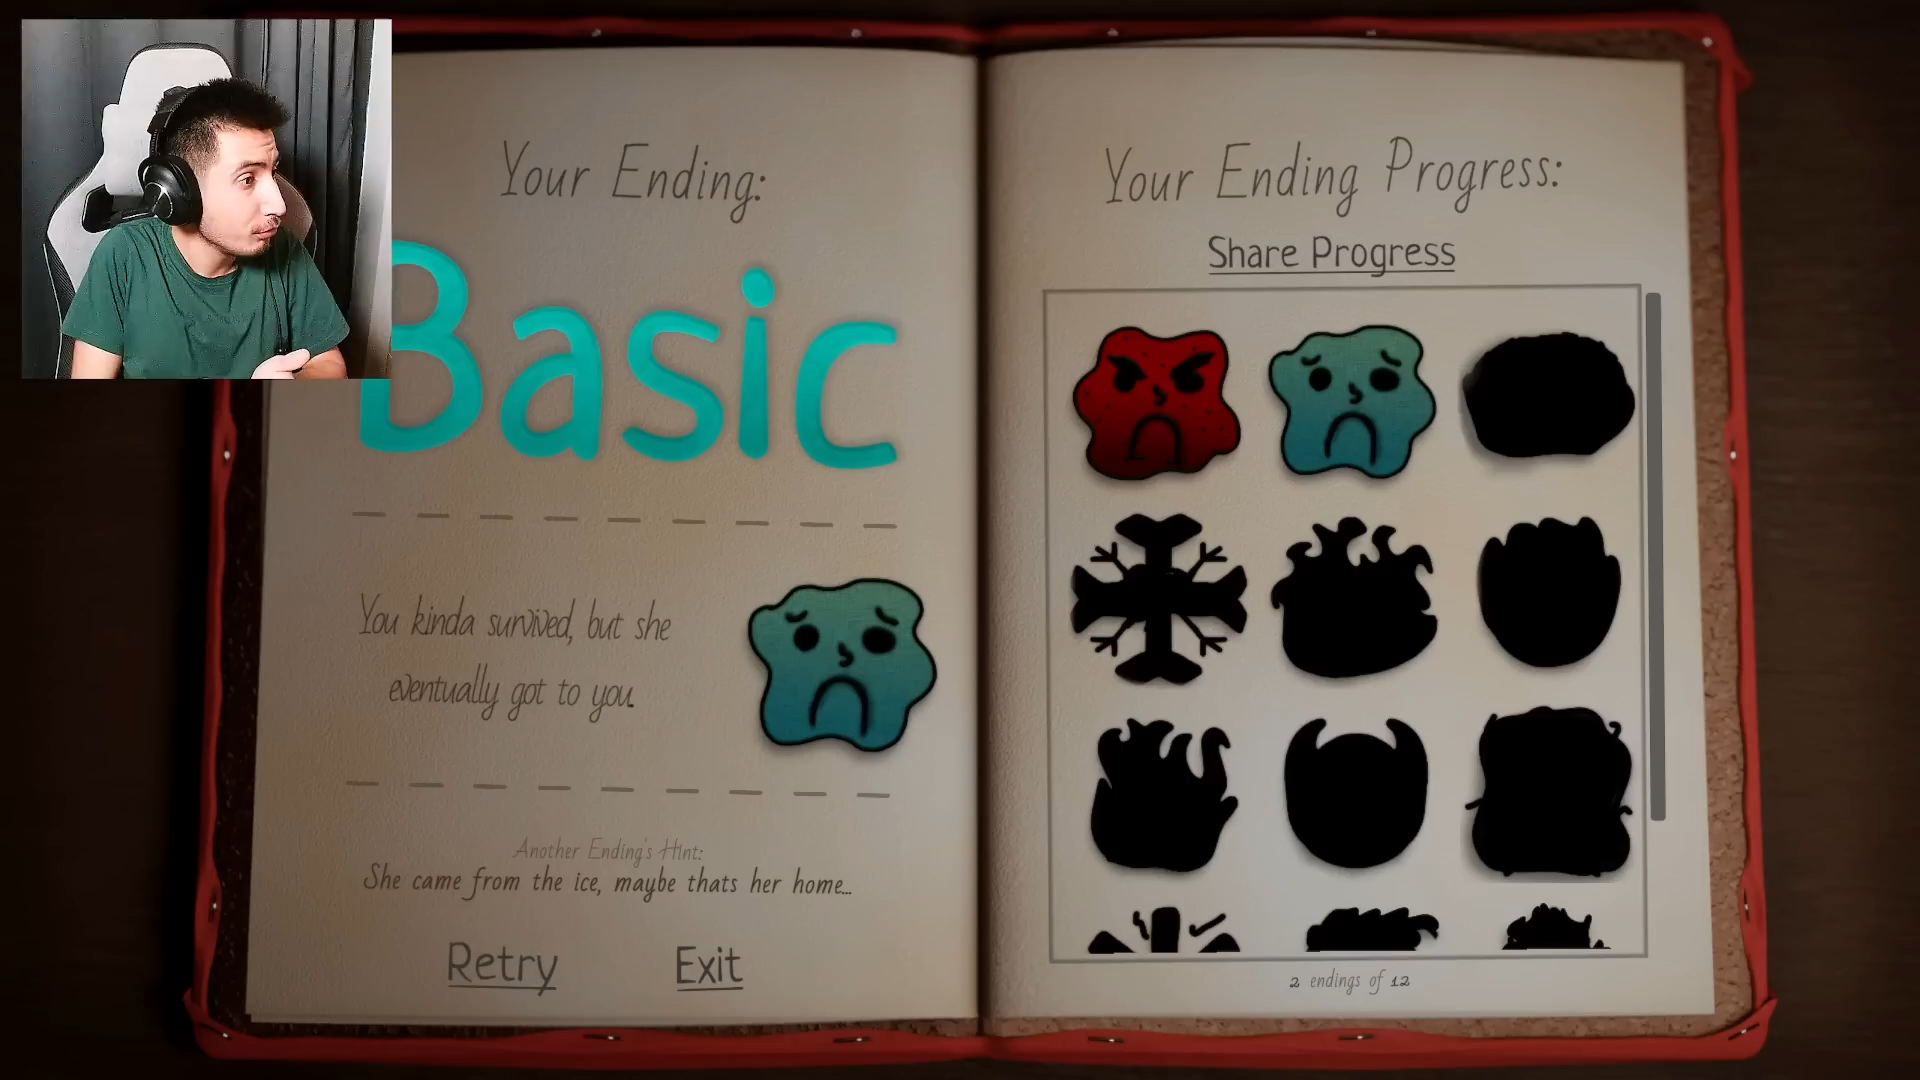 Your Ending:
Basic
You kinda survived, but she
eventually got to you.
Another Ending's Hint:
She came from the ice, maybe thats her home...
Retry
Exit
Your Ending Progress:
Share Progress
2 endings of 12